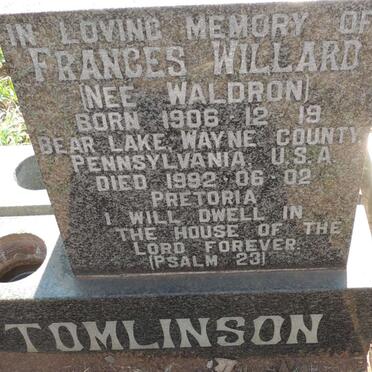 IN LOVING MEMORY OF
FRANCES WILLARD
(NEE WALDRON)
BORN 1906 12 19
BEAR LAKE, WAYNE COUNTY
PENNSYLVANIA. U.S.A.
DIED 1992 06 02
PRETORIA
I WILL DWELL IN
THE HOUSE OF THE
LORD FOREVER.
(PSALM 23)
TOMLINSON